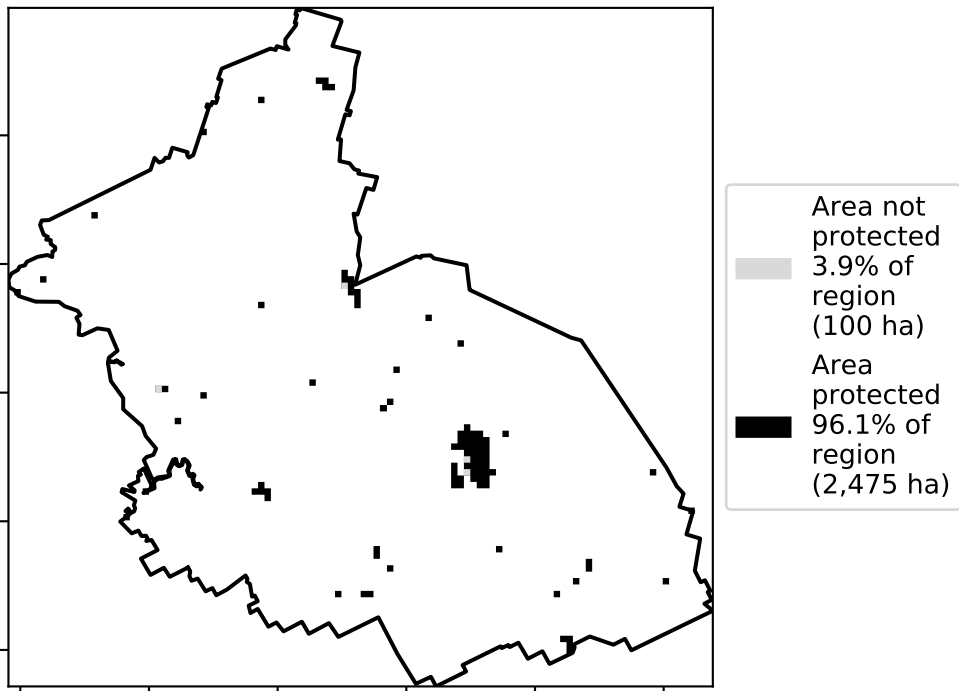 Area not
protected
3.9% of
region
(100 ha)
Area
protected
96.1% of
region
(2,475 ha)